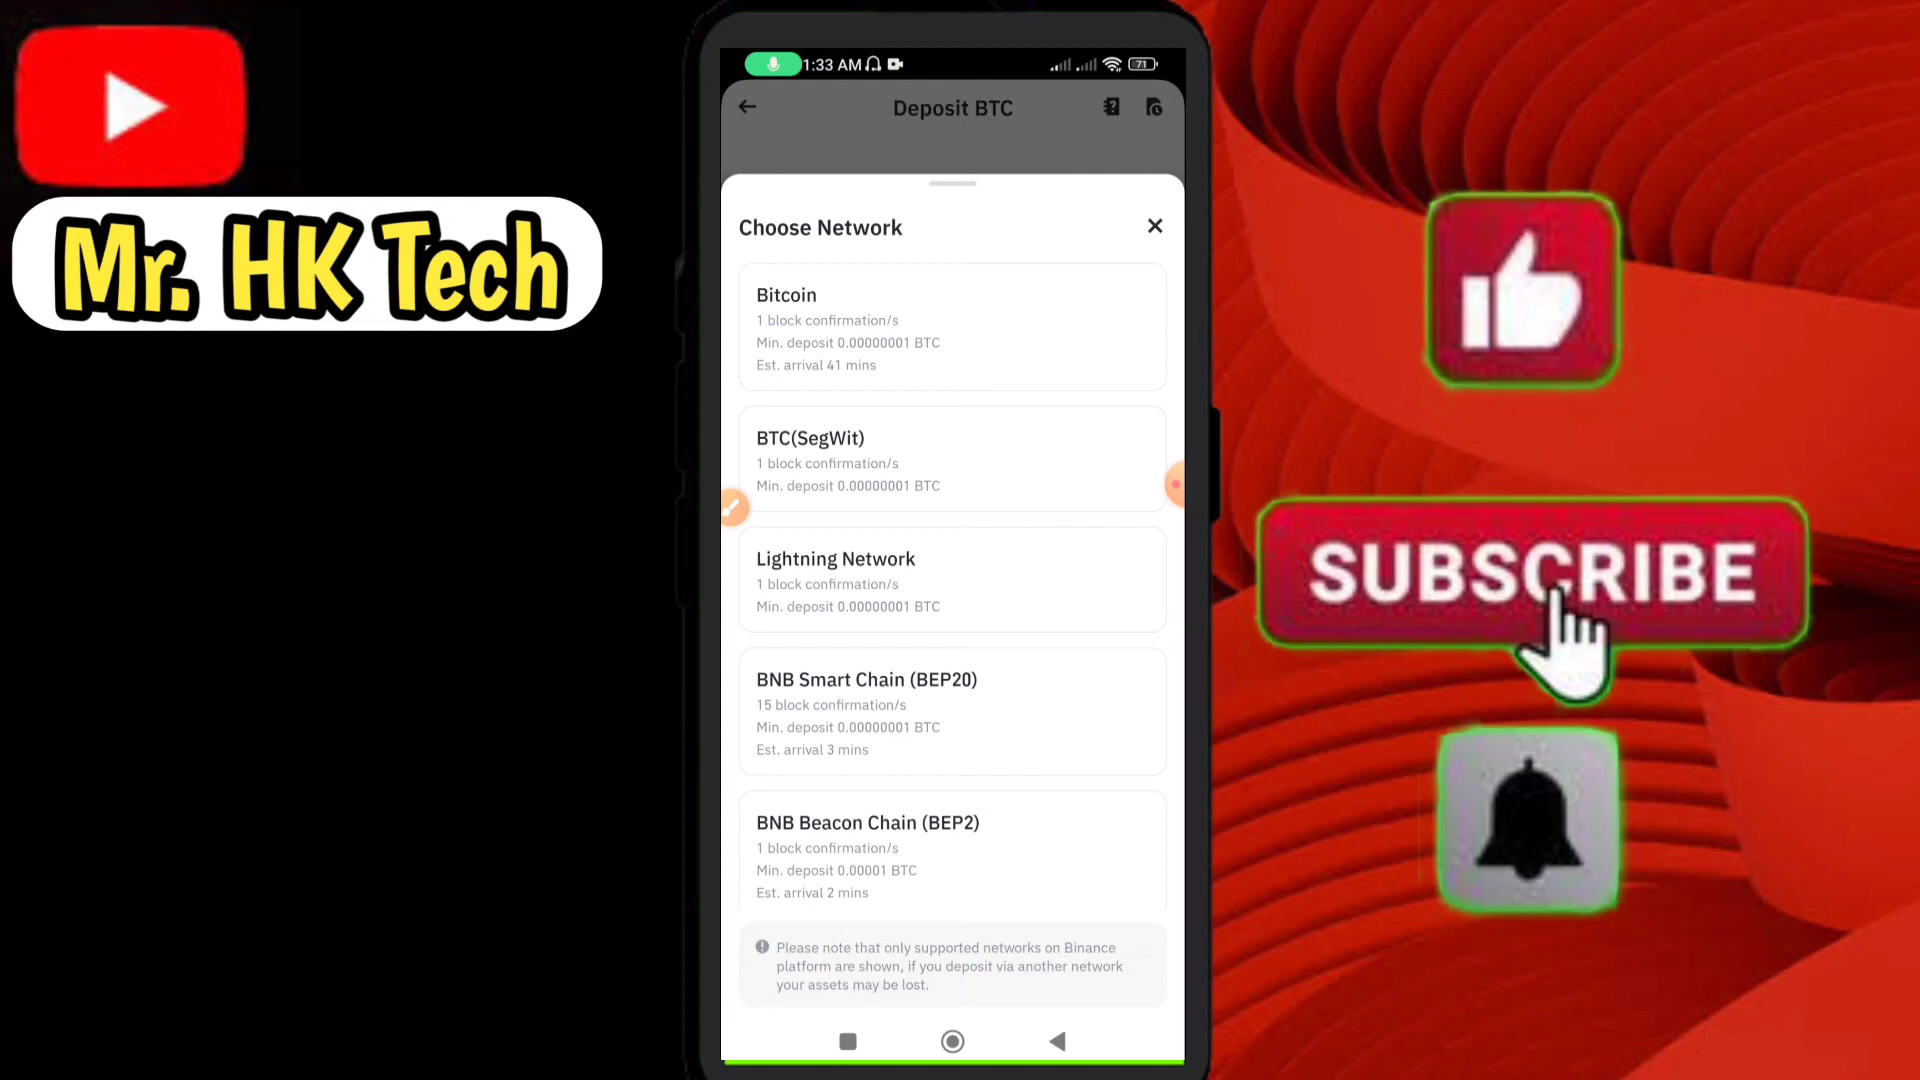 Mr. HK Tech
1:33 AM
71
Deposit BTC
Choose Network
Bitcoin
1 block confirmation/s
Min. deposit 0.00000001 BTC
Est. arrival 41 mins
BTC(SegWit)
1 block confirmation/s
Min. deposit 0.00000001 BTC
Lightning Network
1 block confirmation/s
Min. deposit 0.00000001 BTC
BNB Smart Chain (BEP20)
15 block confirmation/s
Min. deposit 0.00000001 BTC
Est. arrival 3 mins
BNB Beacon Chain (BEP2)
1 block confirmation/s
Min. deposit 0.00001 BTC
Est. arrival 2 mins
Please note that only supported networks on Binance
platform are shown, if you deposit via another network
your assets may be lost.
SUBSCRIBE